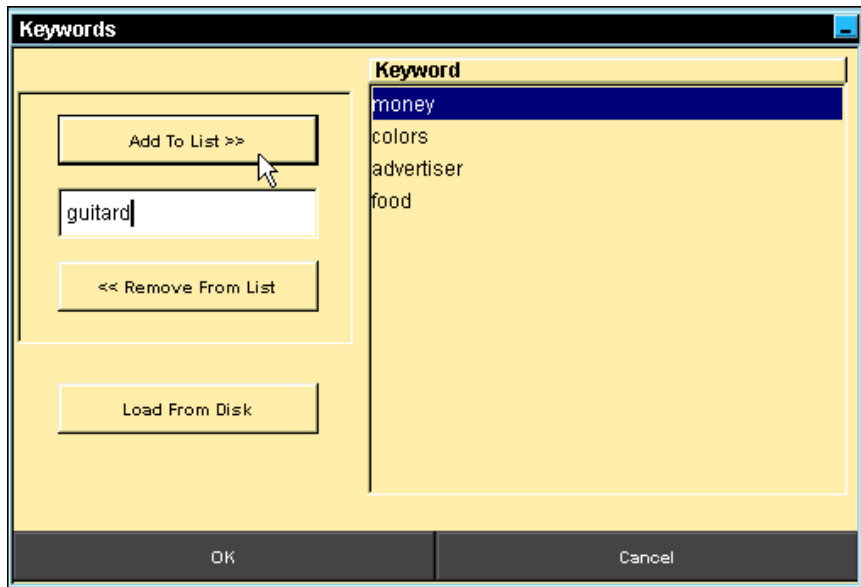 Keywords
Keyword
Add To List >>
guitard
<< Remove From List
Load From Disk
money
colors
advertiser
food
OK
Cancel